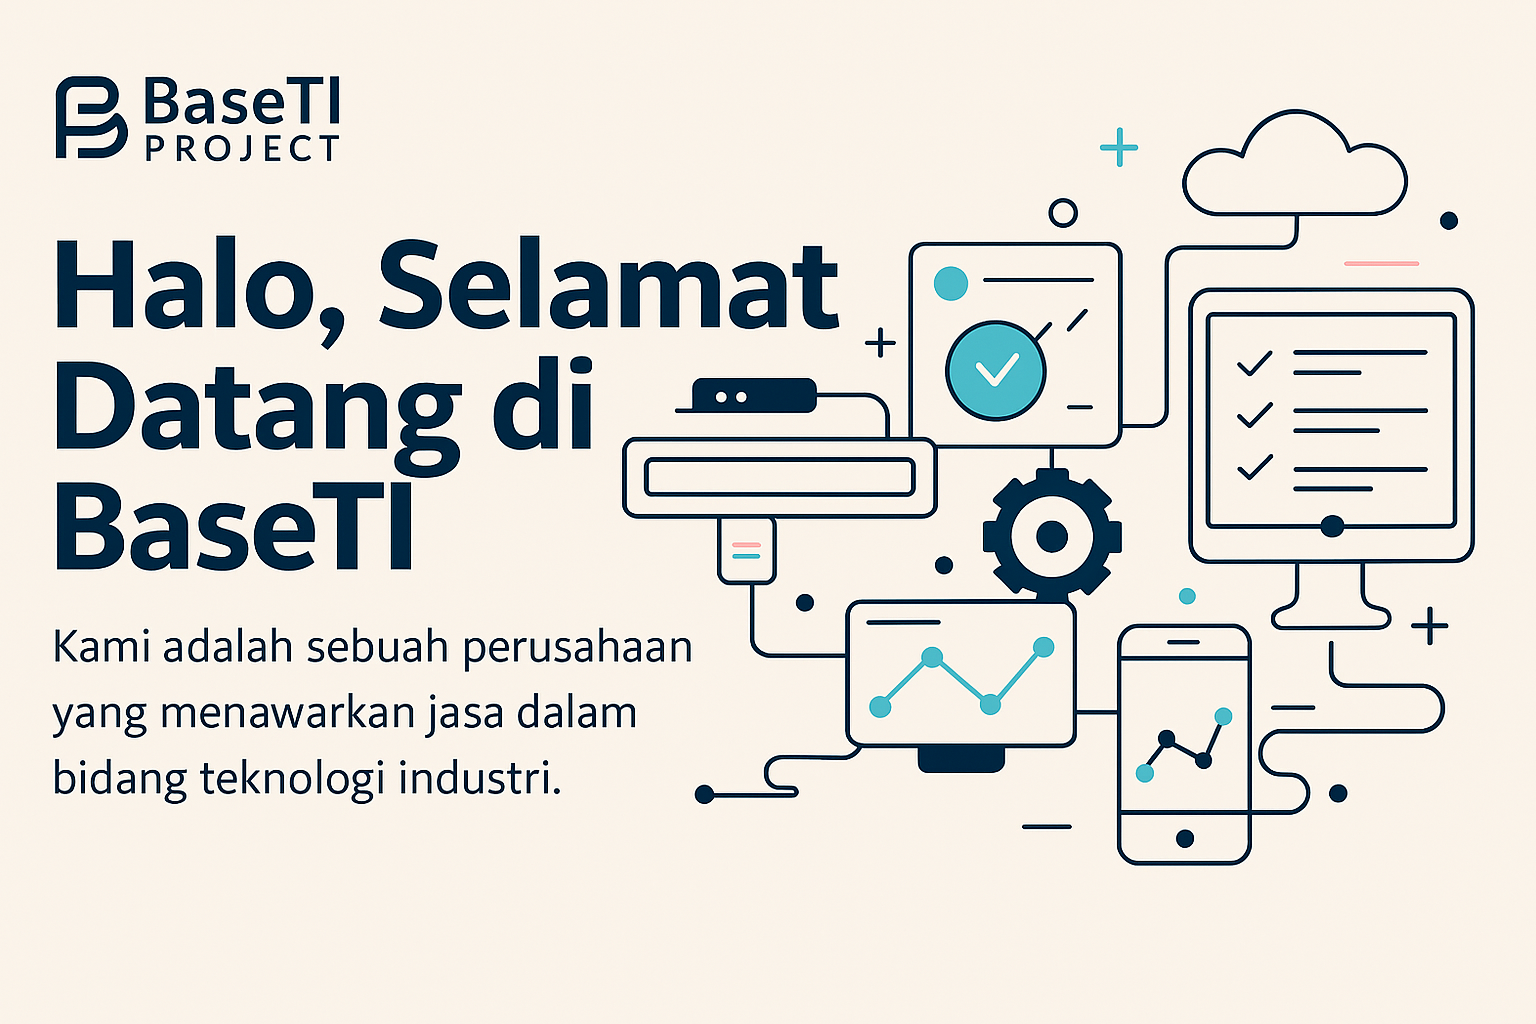 BaseTI
PROJECT
Halo, Selamat
Datang di
BaseTI
Kami adalah sebuah perusahaan
yang menawarkan jasa dalam
bidang teknologi industri.